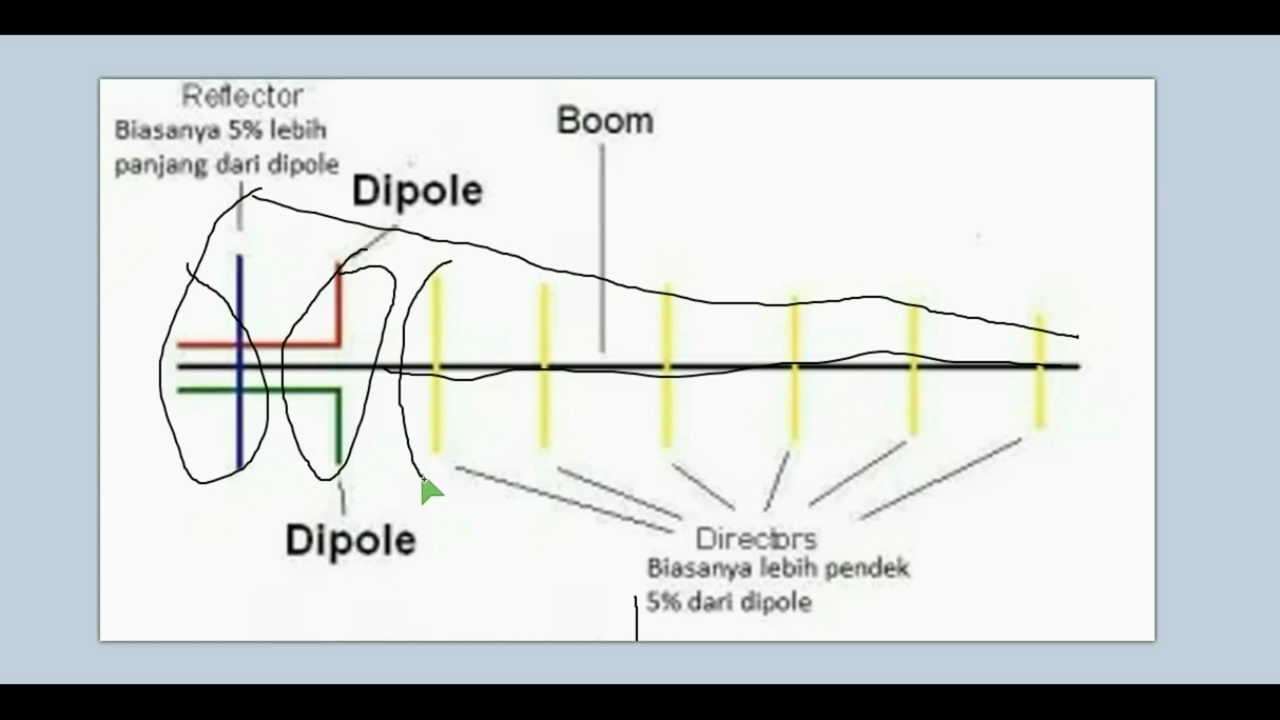 Reflector
Biasanya 5% lebih
panjang dari dipole
Boom
Dipole
Dipole
Directors
Biasanya lebih pendek
5% dari dipole